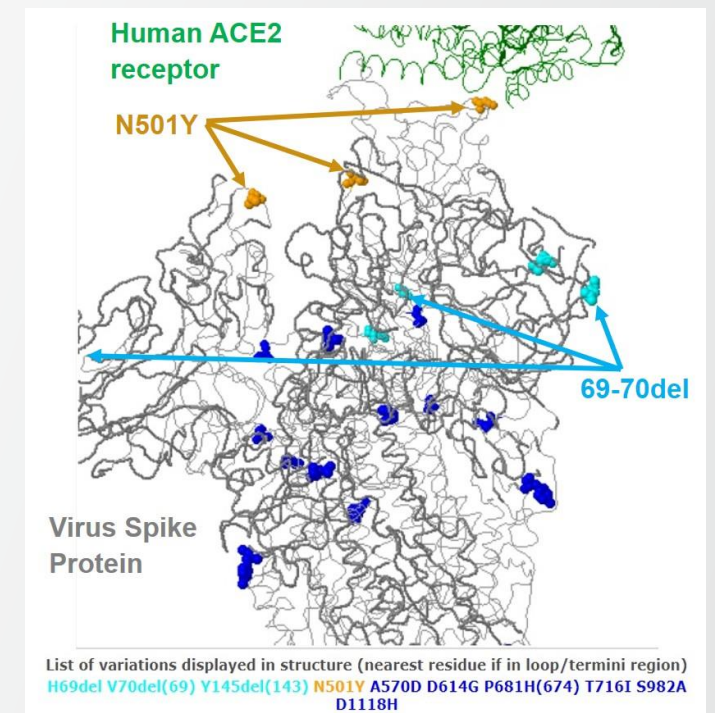 Human ACE2
receptor
N501Y
69-70del
Virus Spike
Protein
List of variations displayed in structure (nearest residue if in loop/termini region)
H69del V70del(69) Y145del(143) N501Y A570D D614G P681H(674) T716I S982A
D1118H